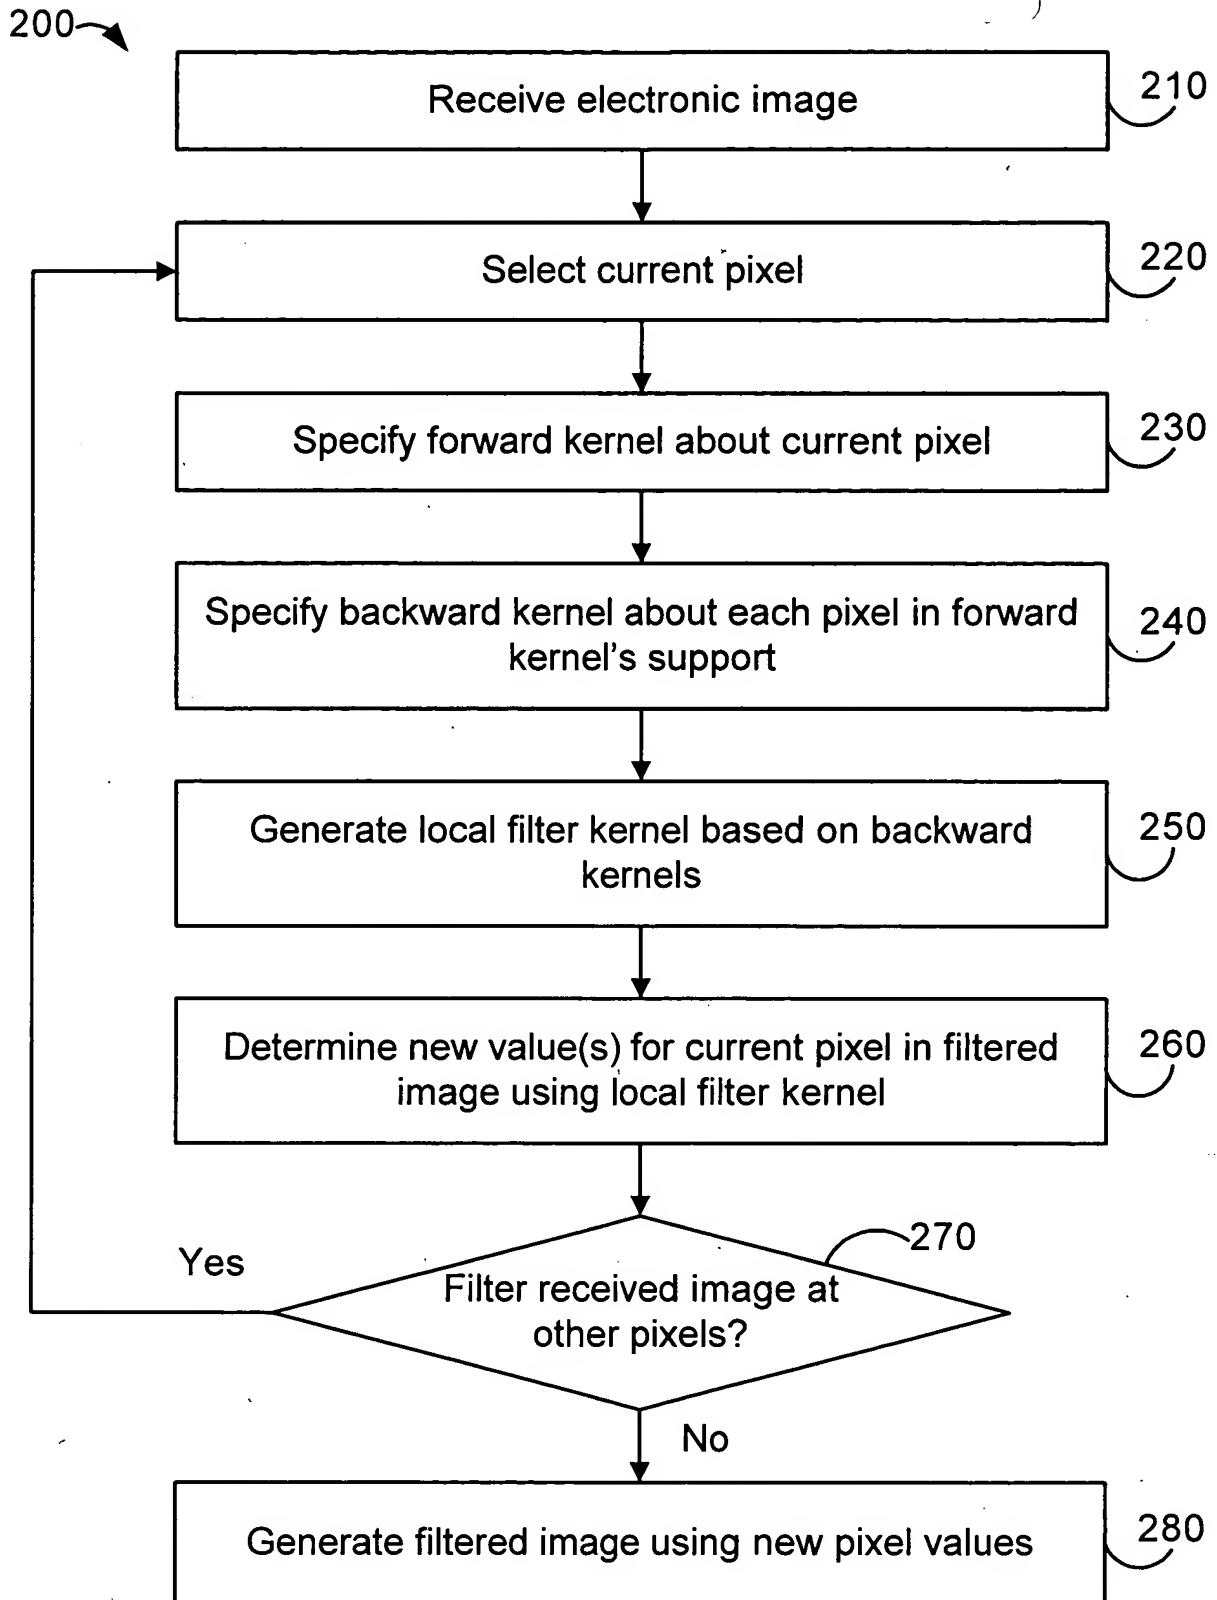 200
Receive electronic image
210
Select current pixel
220
Specify forward kernel about current pixel
230
Specify backward kernel about each pixel in forward
kernel's support
240
Generate local filter kernel based on backward
kernels
250
Determine new value(s) for current pixel in filtered
image using local filter kernel
260
270
Yes
Filter received image at
other pixels?
No
Generate filtered image using new pixel values
280